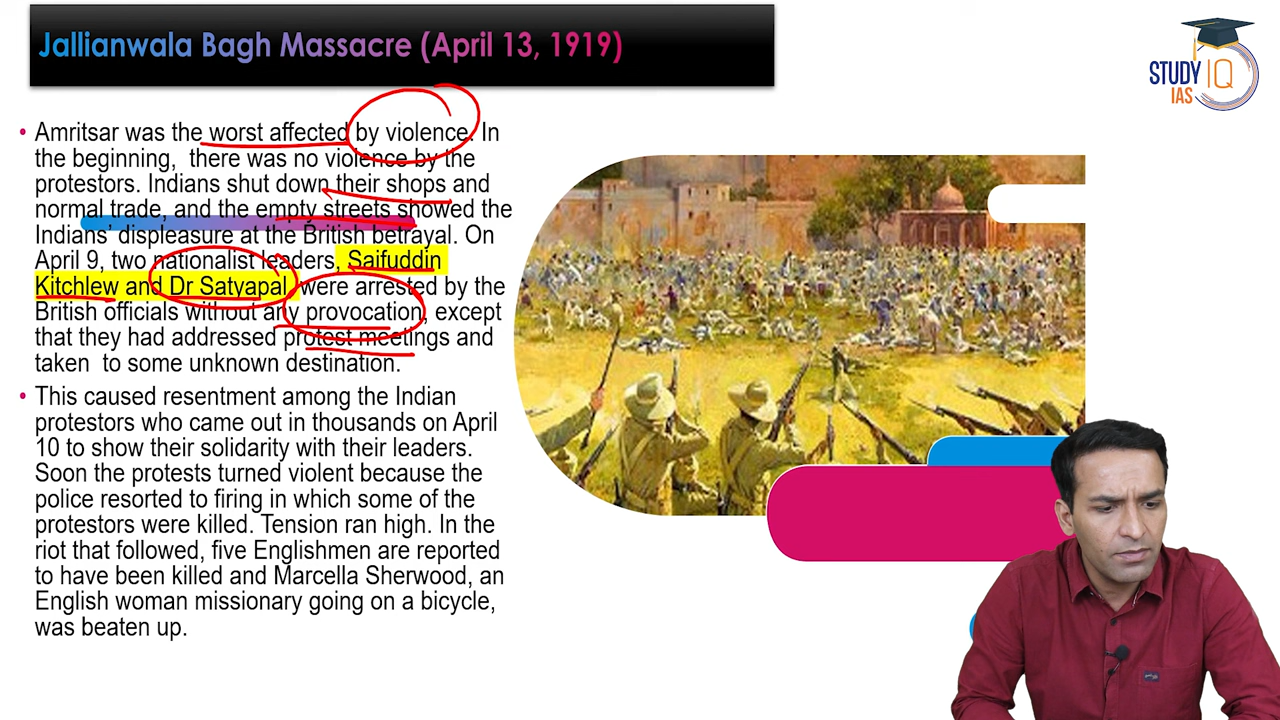 Jallianwala Bagh Massacre (April 13, 1919)
STUDY IQ
IAS
• Amritsar was the worst affected by violence. In
the beginning, there was no violence by the
protestors. Indians shut down their shops and
normal trade, and the empty streets showed the
Indians’ displeasure at the British betrayal. On
April 9, two nationalist leaders, Saifuddin
Kitchlew and Dr Satyapal, were arrested by the
British officials without any provocation, except
that they had addressed protest meetings and
taken to some unknown destination.
• This caused resentment among the Indian
protestors who came out in thousands on April
10 to show their solidarity with their leaders.
Soon the protests turned violent because the
police resorted to firing in which some of the
protestors were killed. Tension ran high. In the
riot that followed, five Englishmen are reported
to have been killed and Marcella Sherwood, an
English woman missionary going on a bicycle,
was beaten up.